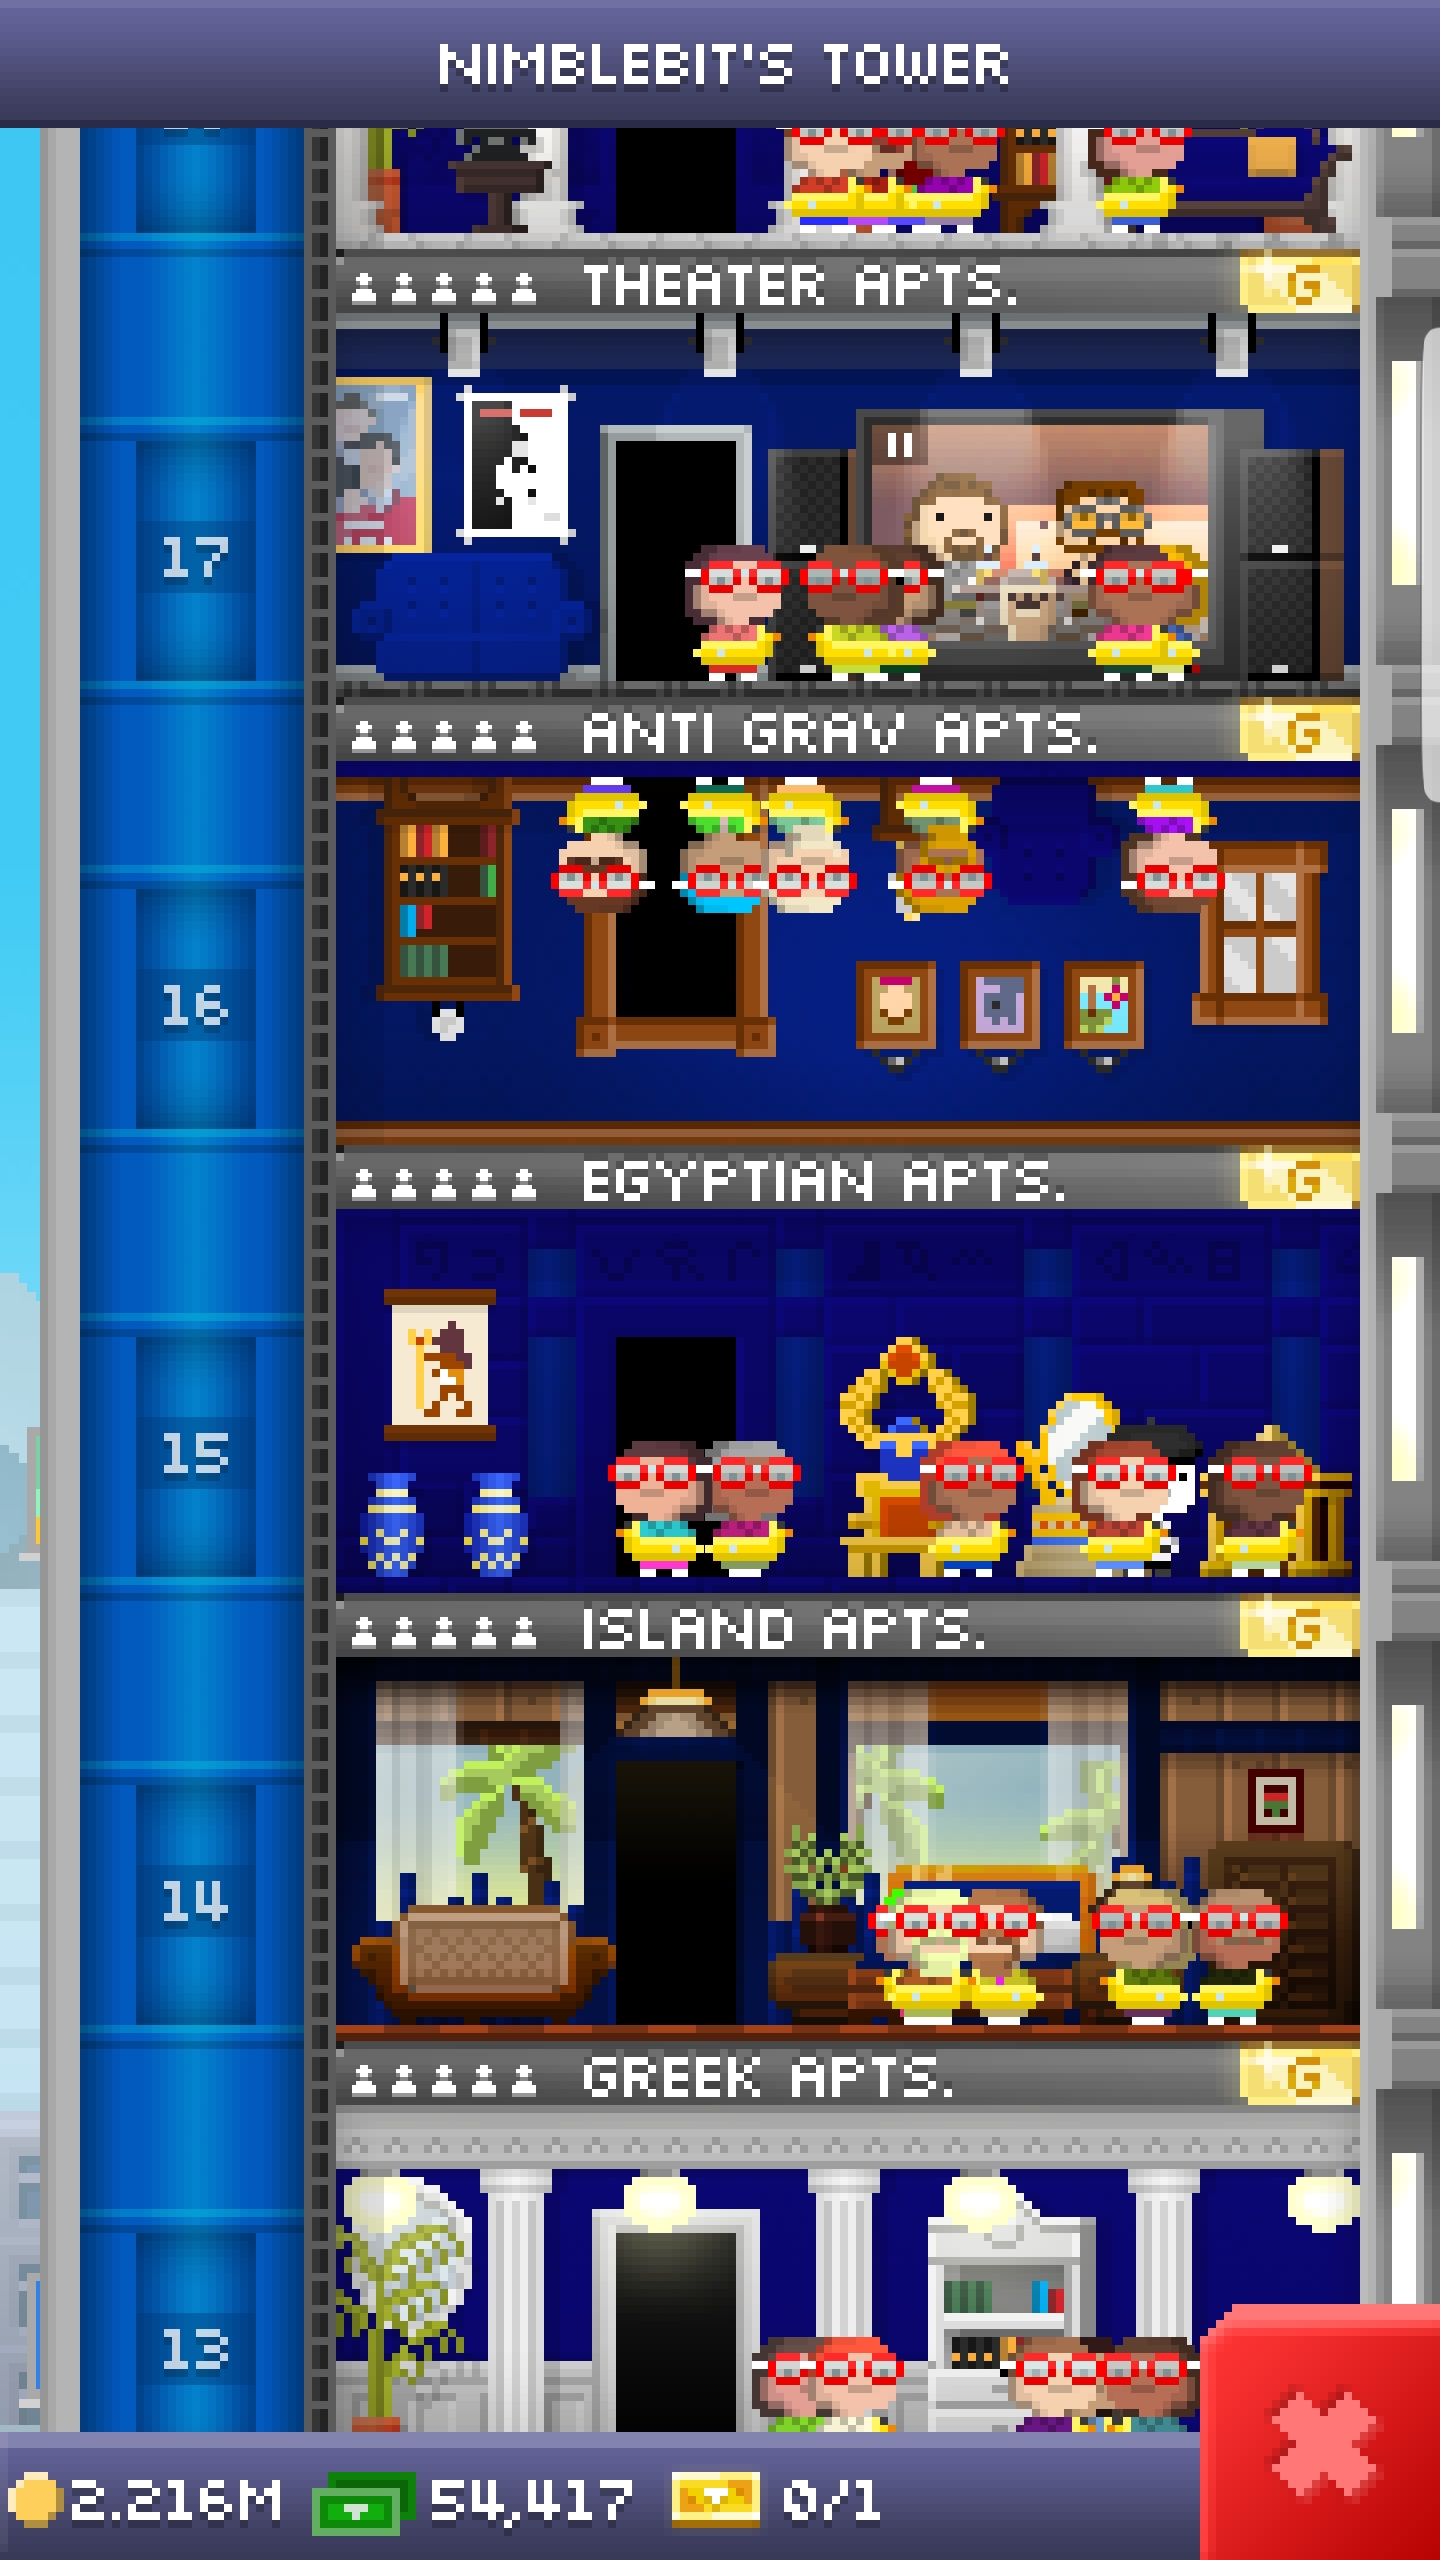 NIMBLEBIT'S TOWER
THEATER APTS. G
17
ANTI GRAV APTS. G
16
EGYPTIAN APTS. G
15
ISLAND APTS. G
14
GREEK APTS. G
13
2.216M 54,417 0/1